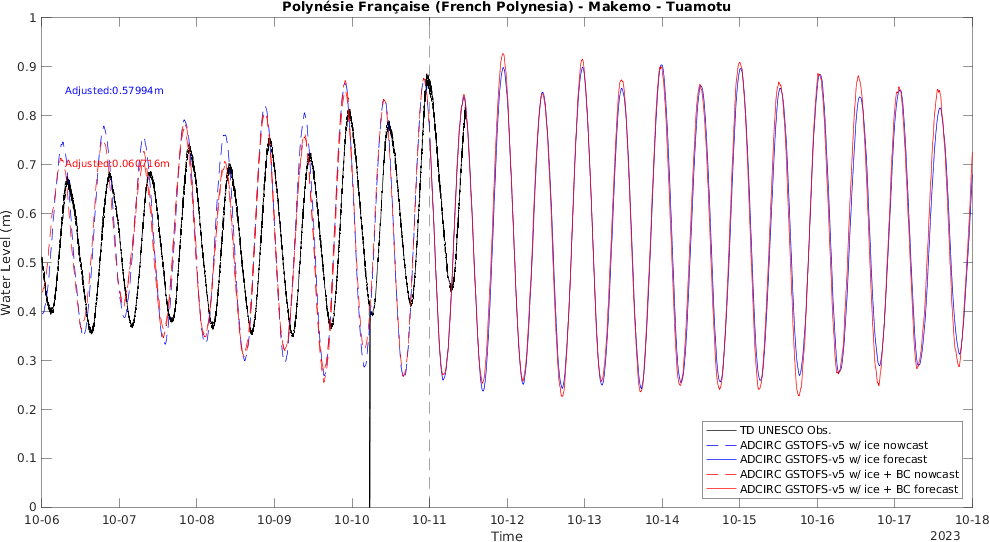 Polynésie Française (French Polynesia) - Makemo - Tuamotu
Water Level (m)
1
0.9
0.8
0.7
0.6
0.5
0.4
0.3
0.2
0.1
0
Adjusted:0.57994m
Adjusted:0.060716m
TD UNESCO Obs.
ADCIRC GSTOFS-v5 w/ ice nowcast
ADCIRC GSTOFS-v5 w/ ice forecast
ADCIRC GSTOFS-v5 w/ ice + BC nowcast
ADCIRC GSTOFS-v5 w/ ice + BC forecast
10-06 10-07 10-08 10-09 10-10 10-11 10-12 10-13 10-14 10-15 10-16 10-17 10-18
Time
2023